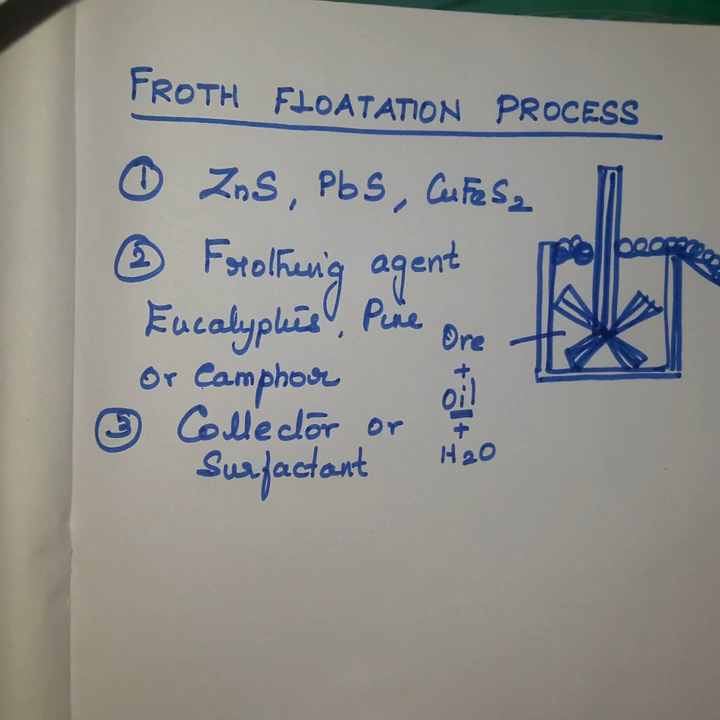 FROTH FLOATATION PROCESS
① ZnS, PbS, CuFeS₂
② Frothing agent
Eucalyptus, Pine
or Camphor
③ Collector or
Surfactant
Ore
+
Oil
+
H₂O